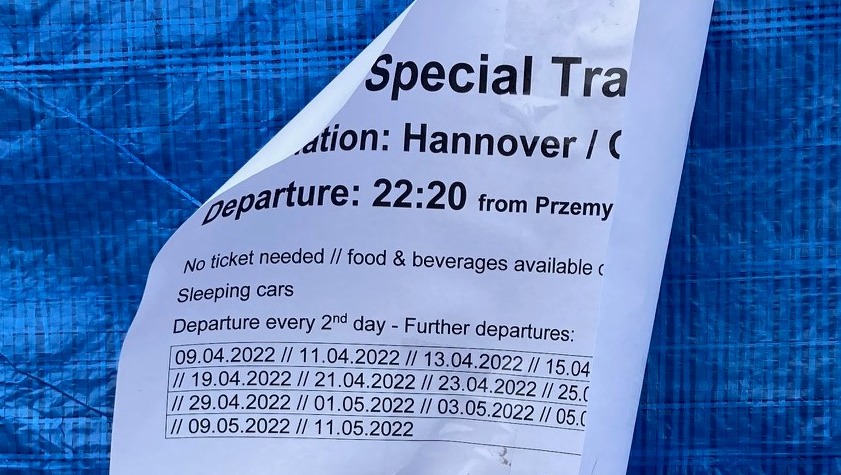 Special Tra
ation: Hannover /
Departure: 22:20 from Przemy
No ticket needed // food & beverages available
Sleeping cars
Departure every 2nd day - Further departures:
09.04.2022 // 11.04.2022 // 13.04.2022 // 15.04
// 19.04.2022 // 21.04.2022 // 23.04.2022 // 25.0
// 29.04.2022 // 01.05.2022 // 03.05.2022 // 05.0
// 09.05.2022 // 11.05.2022